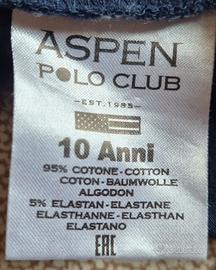 ASPEN
POLO CLUB
EST.1985
10 Anni
95% COTONE-COTTON
COTON-BAUMWOLLE
ALGODON
5% ELASTAN-ELASTANE
ELASTHANNE-ELASTHAN
ELASTANO
EAC